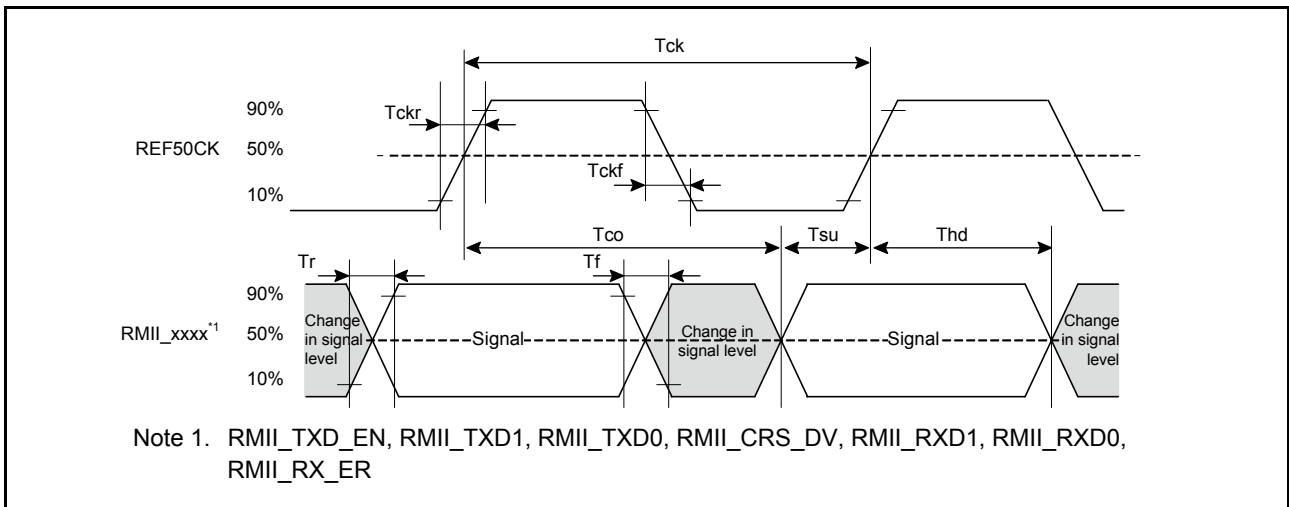 Tck
90%
Tckr
REF50CK 50%
Tckf
10%
Tco Tsu Thd
Tr Tf
90%
Change in signal level
RMII_xxxx*1 50%
Signal
Change in signal level
Signal
Change in signal level
10%
Note 1. RMII_TXD_EN, RMII_TXD1, RMII_TXD0, RMII_CRS_DV, RMII_RXD1, RMII_RXD0,
RMII_RX_ER